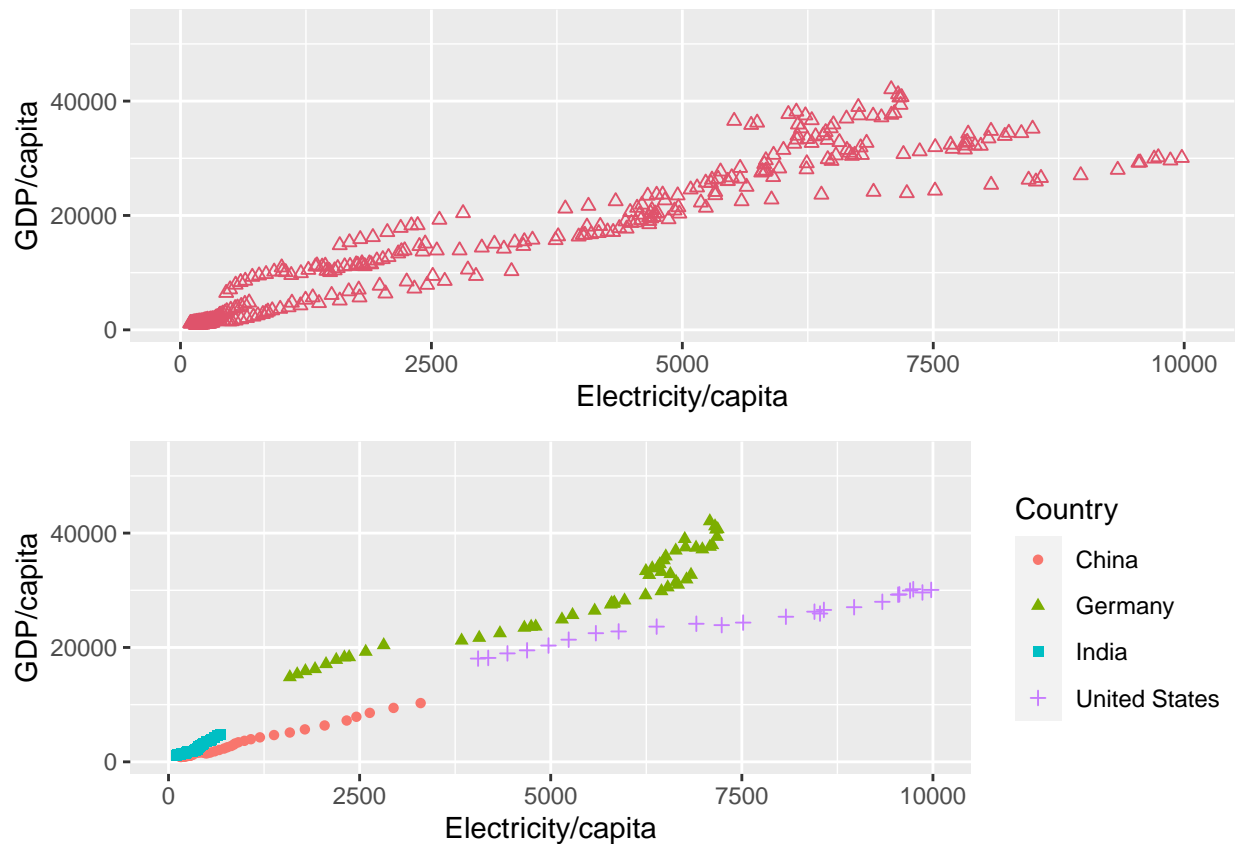 GDP/capita
40000
20000
0
0 2500 5000 7500 10000
Electricity/capita
GDP/capita
40000
20000
0
0 2500 5000 7500 10000
Electricity/capita
Country
China
Germany
India
United States